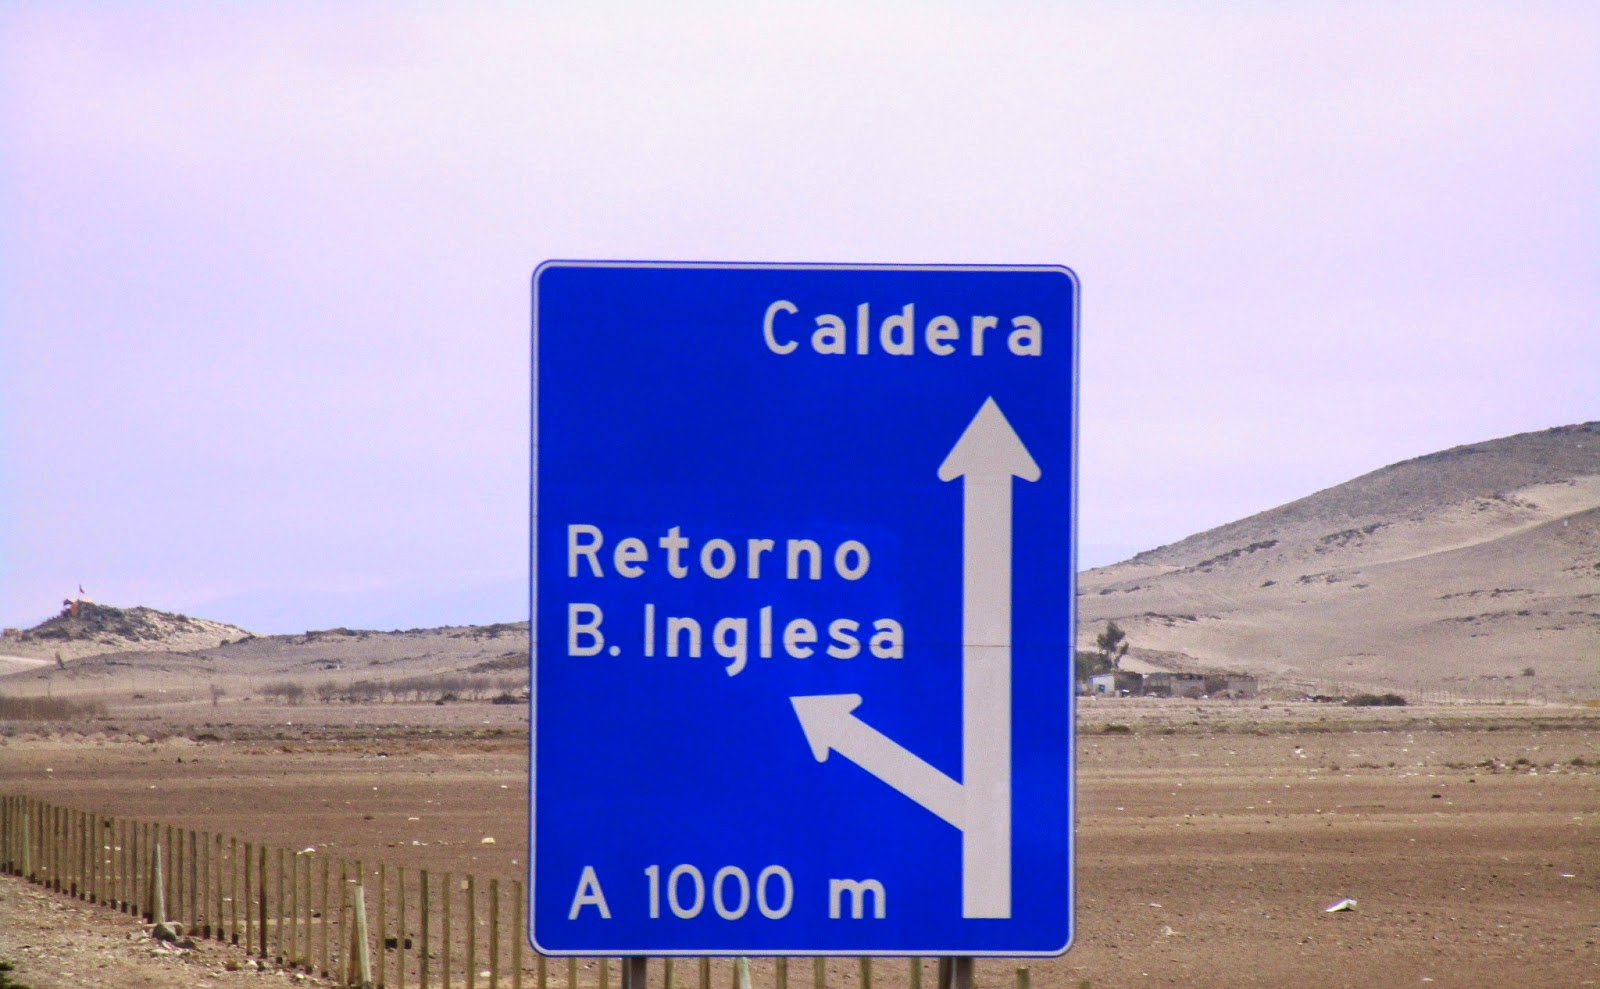 Caldera
Retorno
B. Inglesa
A 1000 m